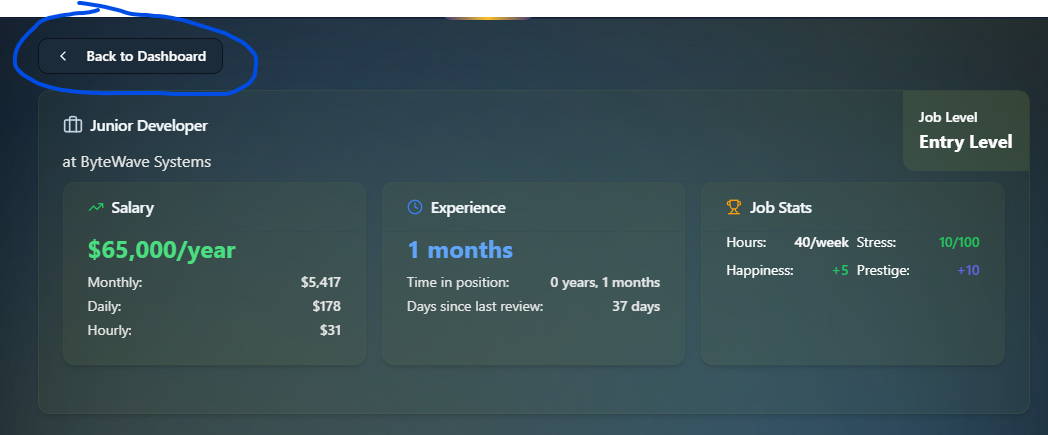 Back to Dashboard
Junior Developer
at ByteWave Systems
Job Level
Entry Level
Salary
$65,000/year
Monthly: $5,417
Daily: $178
Hourly: $31
Experience
1 months
Time in position: 0 years, 1 months
Days since last review: 37 days
Job Stats
Hours: 40/week Stress: 10/100
Happiness: +5 Prestige: +10